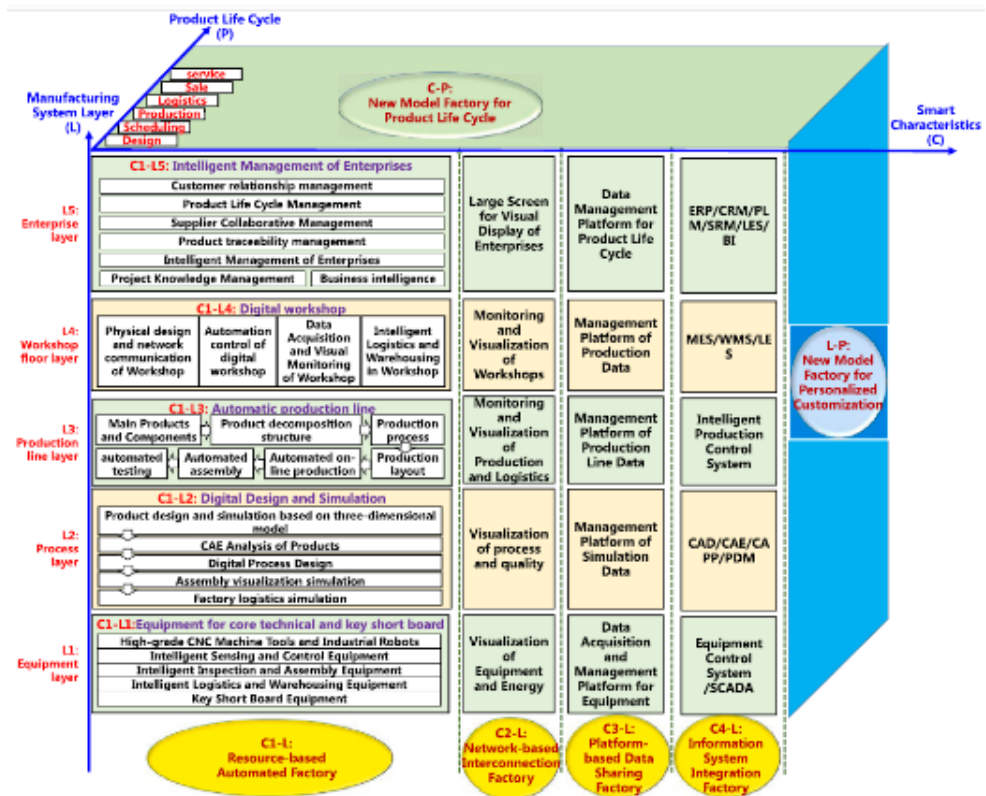 Product Life Cycle
(P)
service
Sale
Logistics
Production
Scheduling
Design
Manufacturing
System Layer
(L)
C-P:
New Model Factory for
Product Life Cycle
Smart
Characteristics
(C)
L5:
Enterprise
layer
C1-L5: Intelligent Management of Enterprises
Customer relationship management
Product Life Cycle Management
Supplier Collaborative Management
Product traceability management
Intelligent Management of Enterprises
Project Knowledge Management
Business intelligence
Large Screen
for Visual
Display of
Enterprises
Data
Management
Platform for
Product Life
Cycle
ERP/CRM/PL
M/SRM/LES/
BI
L4:
Workshop
floor layer
C1-L4: Digital workshop
Physical design
and network
communication
of Workshop
Automation
control of
digital
workshop
Data
Acquisition
and Visual
Monitoring
of Workshop
Intelligent
Logistics and
Warehousing
in Workshop
Monitoring
and
Visualization
of
Workshops
Management
Platform of
Production
Data
MES/WMS/LE
S
L-P:
New Model
Factory for
Personalized
Customization
L3:
Production
line layer
C1-L3: Automatic production line
Main Products
and Components
Product decomposition
structure
Production
process
automated
testing
Automated
assembly
Automated on-
line production
Production
layout
Monitoring
and
Visualization
of
Production
and Logistics
Management
Platform of
Production
Line Data
Intelligent
Production
Control
System
L2:
Process
layer
C1-L2: Digital Design and Simulation
Product design and simulation based on three-dimensional
model
CAE Analysis of Products
Digital Process Design
Assembly visualization simulation
Factory logistics simulation
Visualization
of process
and quality
Management
Platform of
Simulation
Data
CAD/CAE/CA
PP/PDM
L1:
Equipment
layer
C1-L1:Equipment for core technical and key short board
High-grade CNC Machine Tools and Industrial Robots
Intelligent Sensing and Control Equipment
Intelligent Inspection and Assembly Equipment
Intelligent Logistics and Warehousing Equipment
Key Short Board Equipment
Visualization
of
Equipment
and Energy
Data
Acquisition
and
Management
Platform for
Equipment
Equipment
Control
System
/SCADA
C1-L:
Resource-based
Automated Factory
C2-L:
Network-based
Interconnection
Factory
C3-L:
Platform-
based Data
Sharing
Factory
C4-L:
Information
System
Integration
Factory